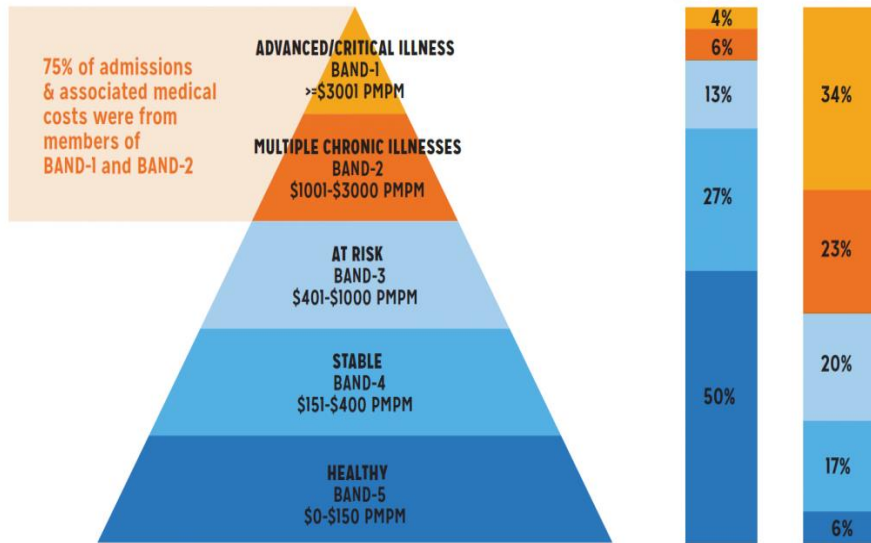 75% of admissions
& associated medical
costs were from
members of
BAND-1 and BAND-2
ADVANCED/CRITICAL ILLNESS
BAND-1
>=$3001 PMPM
MULTIPLE CHRONIC ILLNESSES
BAND-2
$1001-$3000 PMPM
AT RISK
BAND-3
$401-$1000 PMPM
STABLE
BAND-4
$151-$400 PMPM
HEALTHY
BAND-5
$0-$150 PMPM
4%
6%
13%
27%
50%
34%
23%
20%
17%
6%